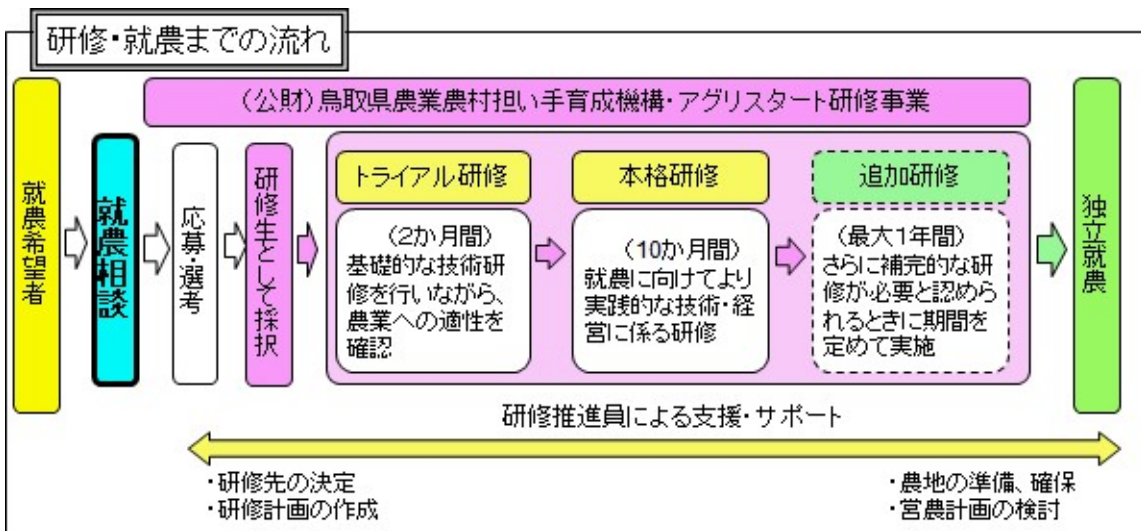 研修・就農までの流れ
(公財)鳥取県農業農村担い手育成機構・アグリスタート研修事業
就農希望者
就農相談
応募・選考
研修生として採択
トライアル研修
(2か月間)
基礎的な技術研
修を行いながら、
農業への適性を
確認
本格研修
(10か月間)
就農に向けてより
実践的な技術・経
営に係る研修
追加研修
(最大1年間)
さらに補完的な研
修が必要と認めら
れるときに期間を
定めて実施
独立就農
研修推進員による支援・サポート
・研修先の決定
・研修計画の作成
・農地の準備、確保
・営農計画の検討